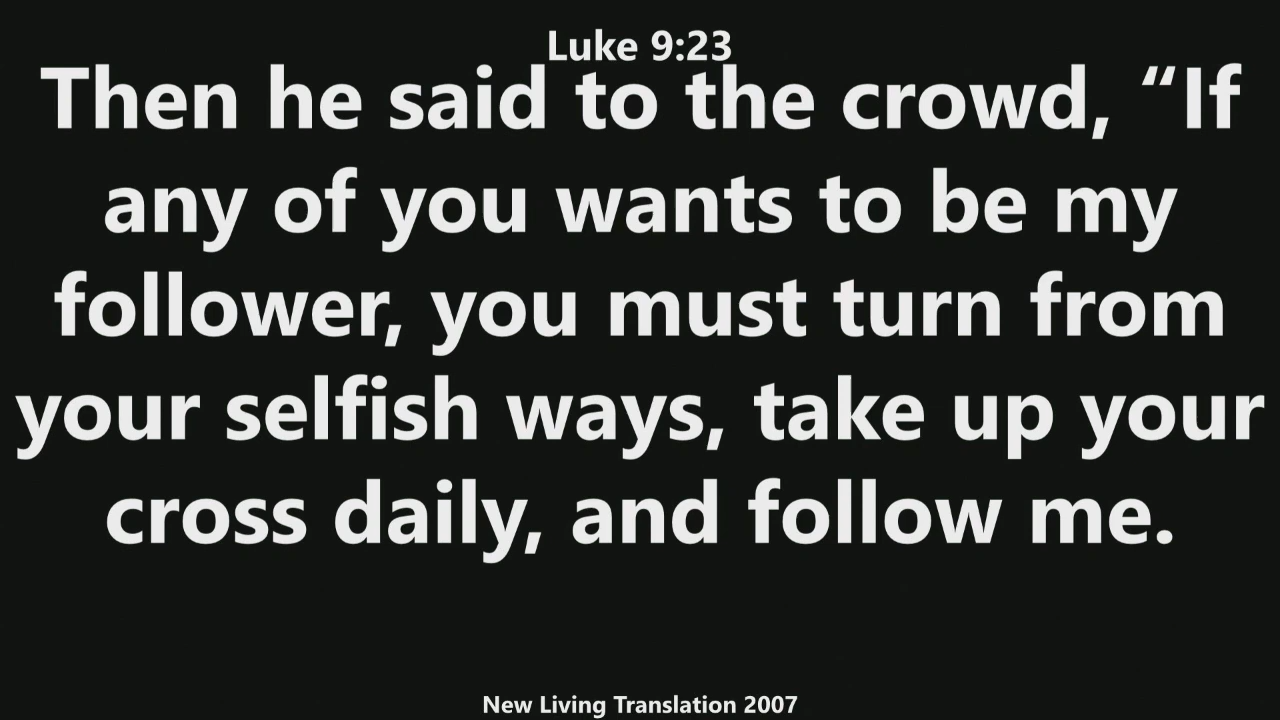 Luke 9:23
Then he said to the crowd, “If
any of you wants to be my
follower, you must turn from
your selfish ways, take up your
cross daily, and follow me.
New Living Translation 2007